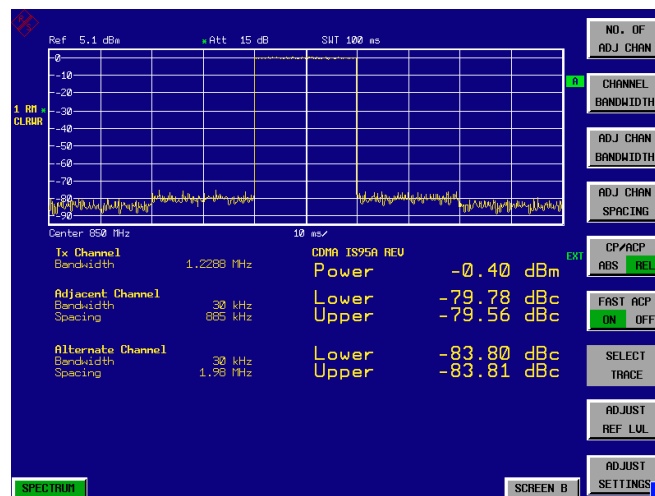 Ref 5.1 dBm *Att 15 dB SWT 100 ms
NO. OF
ADJ CHAN
0
-10
-20
-30
-40
-50
-60
-70
-80
-90
A
1 RM *
CLRWR
CHANNEL
BANDWIDTH
ADJ CHAN
BANDWIDTH
ADJ CHAN
SPACING
Center 850 MHz 10 ms/
Tx Channel CDMA IS95A REV
Bandwidth 1.2288 MHz
Power -0.40 dBm
EXT
CP/ACP
ABS REL
Adjacent Channel
Bandwidth 30 kHz
Spacing 885 kHz
Lower -79.78 dBc
Upper -79.56 dBc
FAST ACP
ON OFF
Alternate Channel
Bandwidth 30 kHz
Spacing 1.98 MHz
Lower -83.80 dBc
Upper -83.81 dBc
SELECT
TRACE
ADJUST
REF LVL
ADJUST
SETTINGS
SPECTRUM SCREEN B